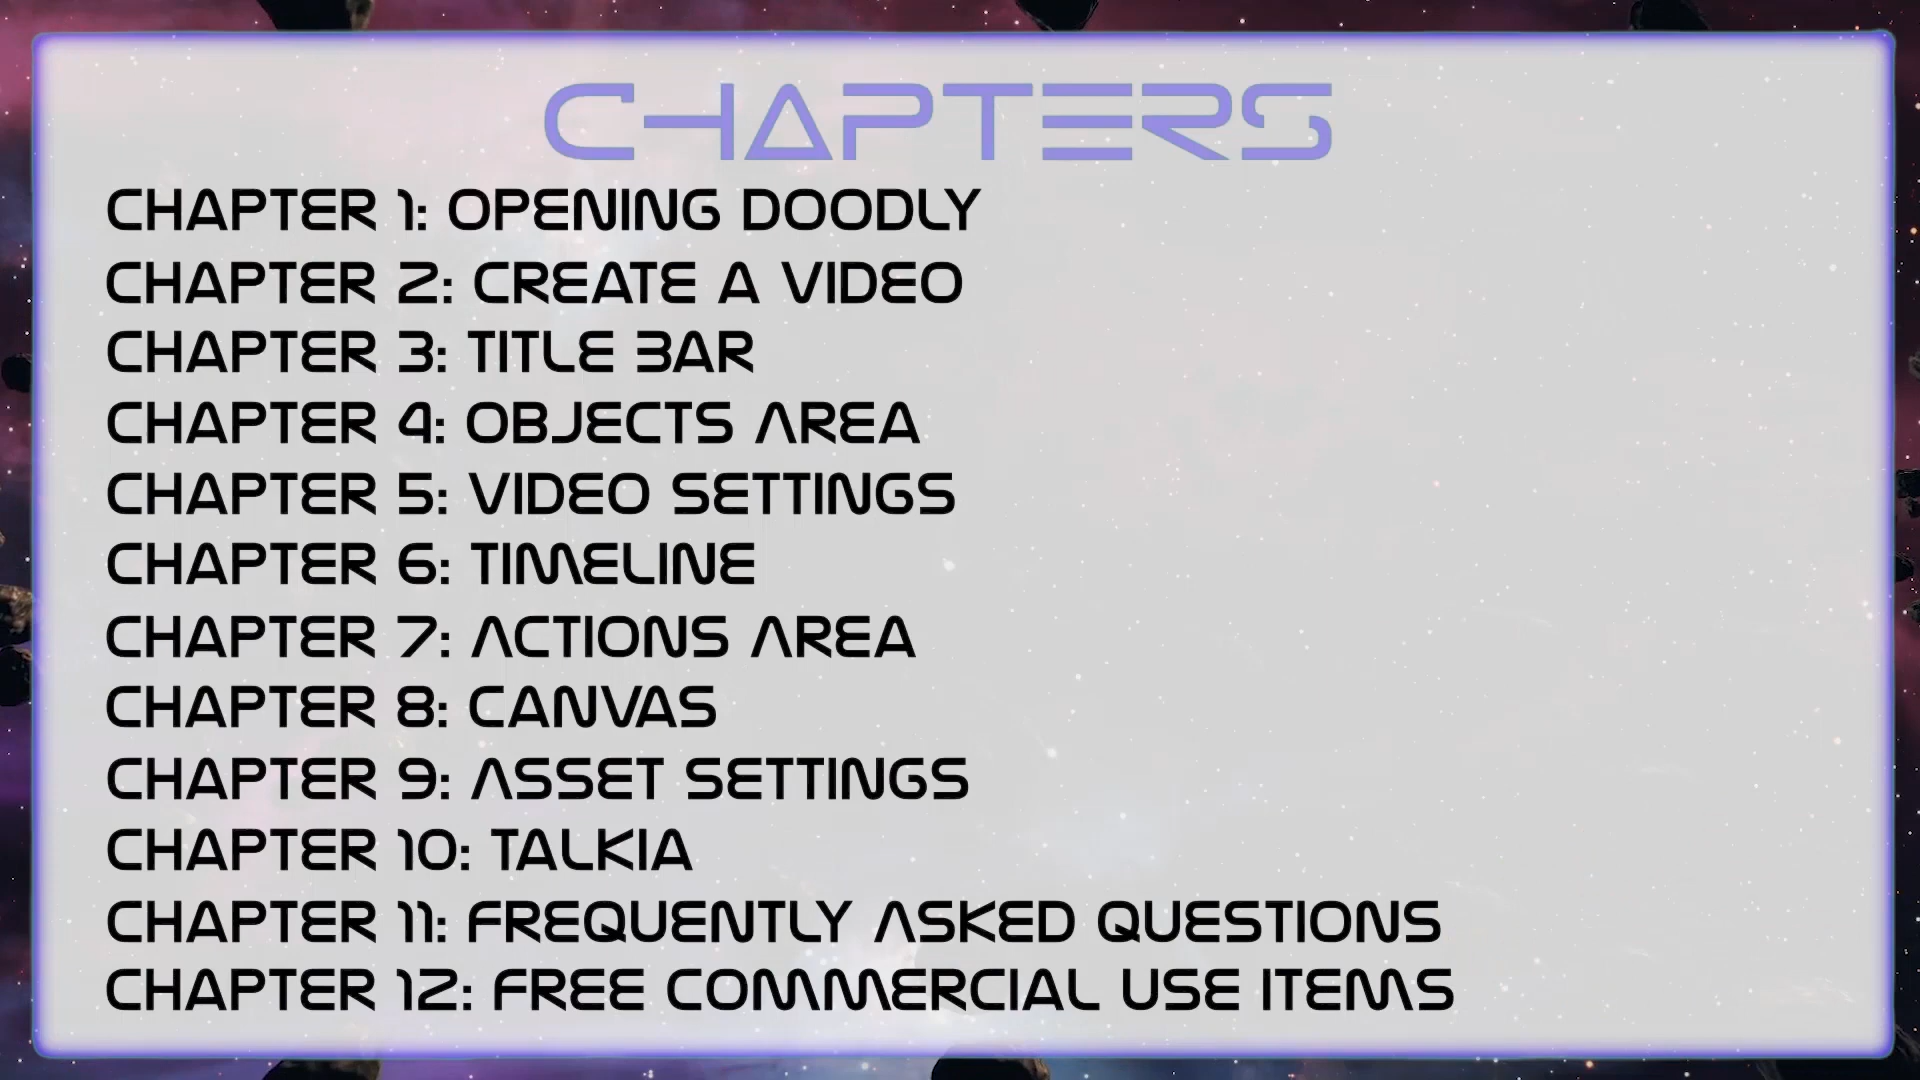 CHAPTERS
CHAPTER 1: OPENING DOODLY
CHAPTER 2: CREATE A VIDEO
CHAPTER 3: TITLE BAR
CHAPTER 4: OBJECTS AREA
CHAPTER 5: VIDEO SETTINGS
CHAPTER 6: TIMELINE
CHAPTER 7: ACTIONS AREA
CHAPTER 8: CANVAS
CHAPTER 9: ASSET SETTINGS
CHAPTER 10: TALKIA
CHAPTER 11: FREQUENTLY ASKED QUESTIONS
CHAPTER 12: FREE COMMERCIAL USE ITEMS